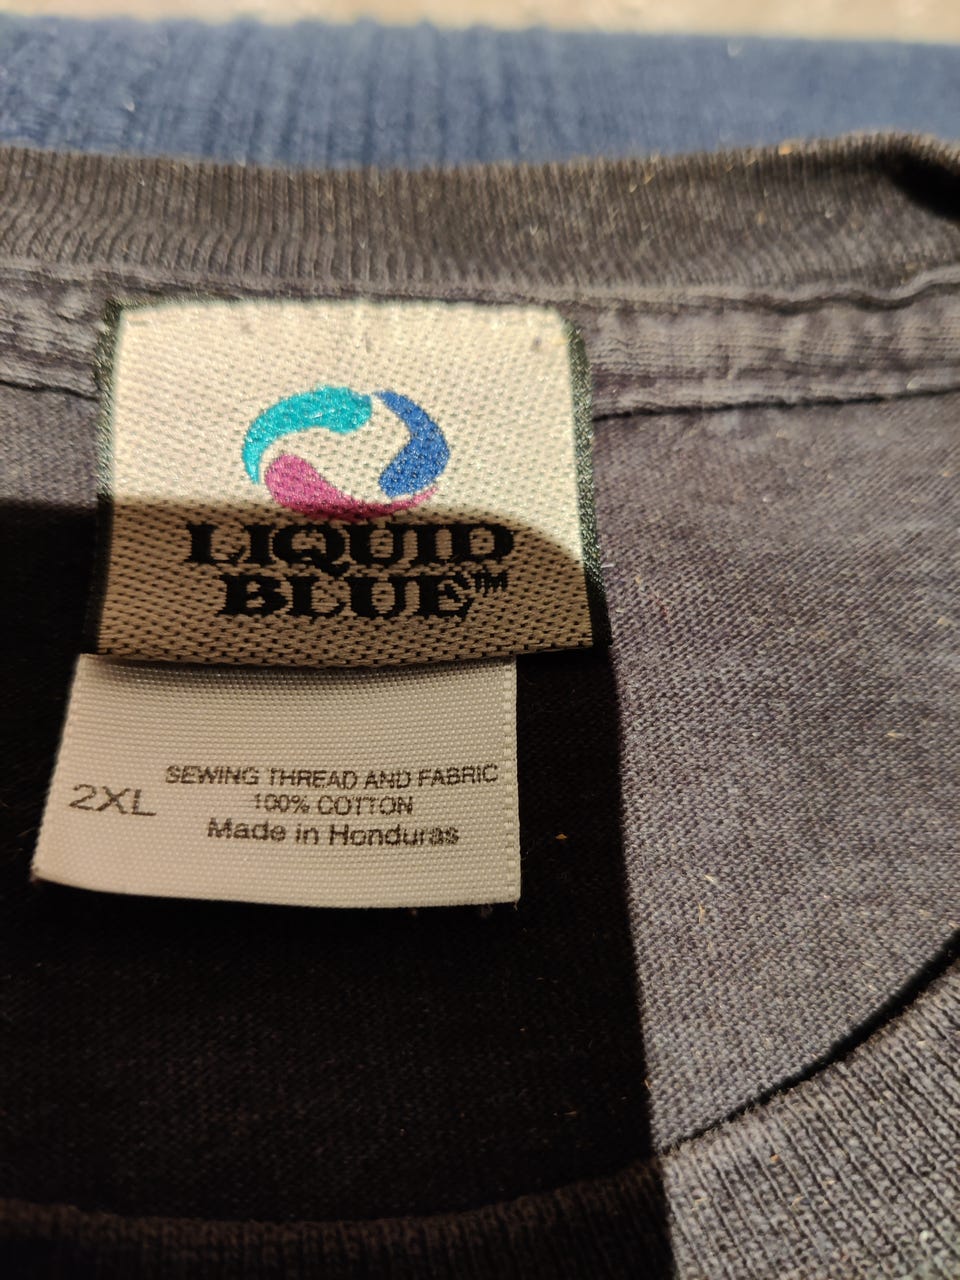 LIQUID
BLUE™
2XL
SEWING THREAD AND FABRIC
100% COTTON
Made in Honduras